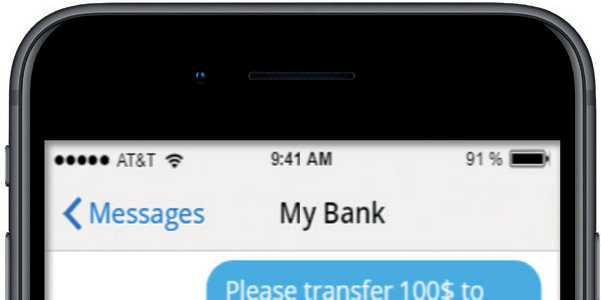 AT&T 9:41 AM 91 %
Messages My Bank
Please transfer 100$ to